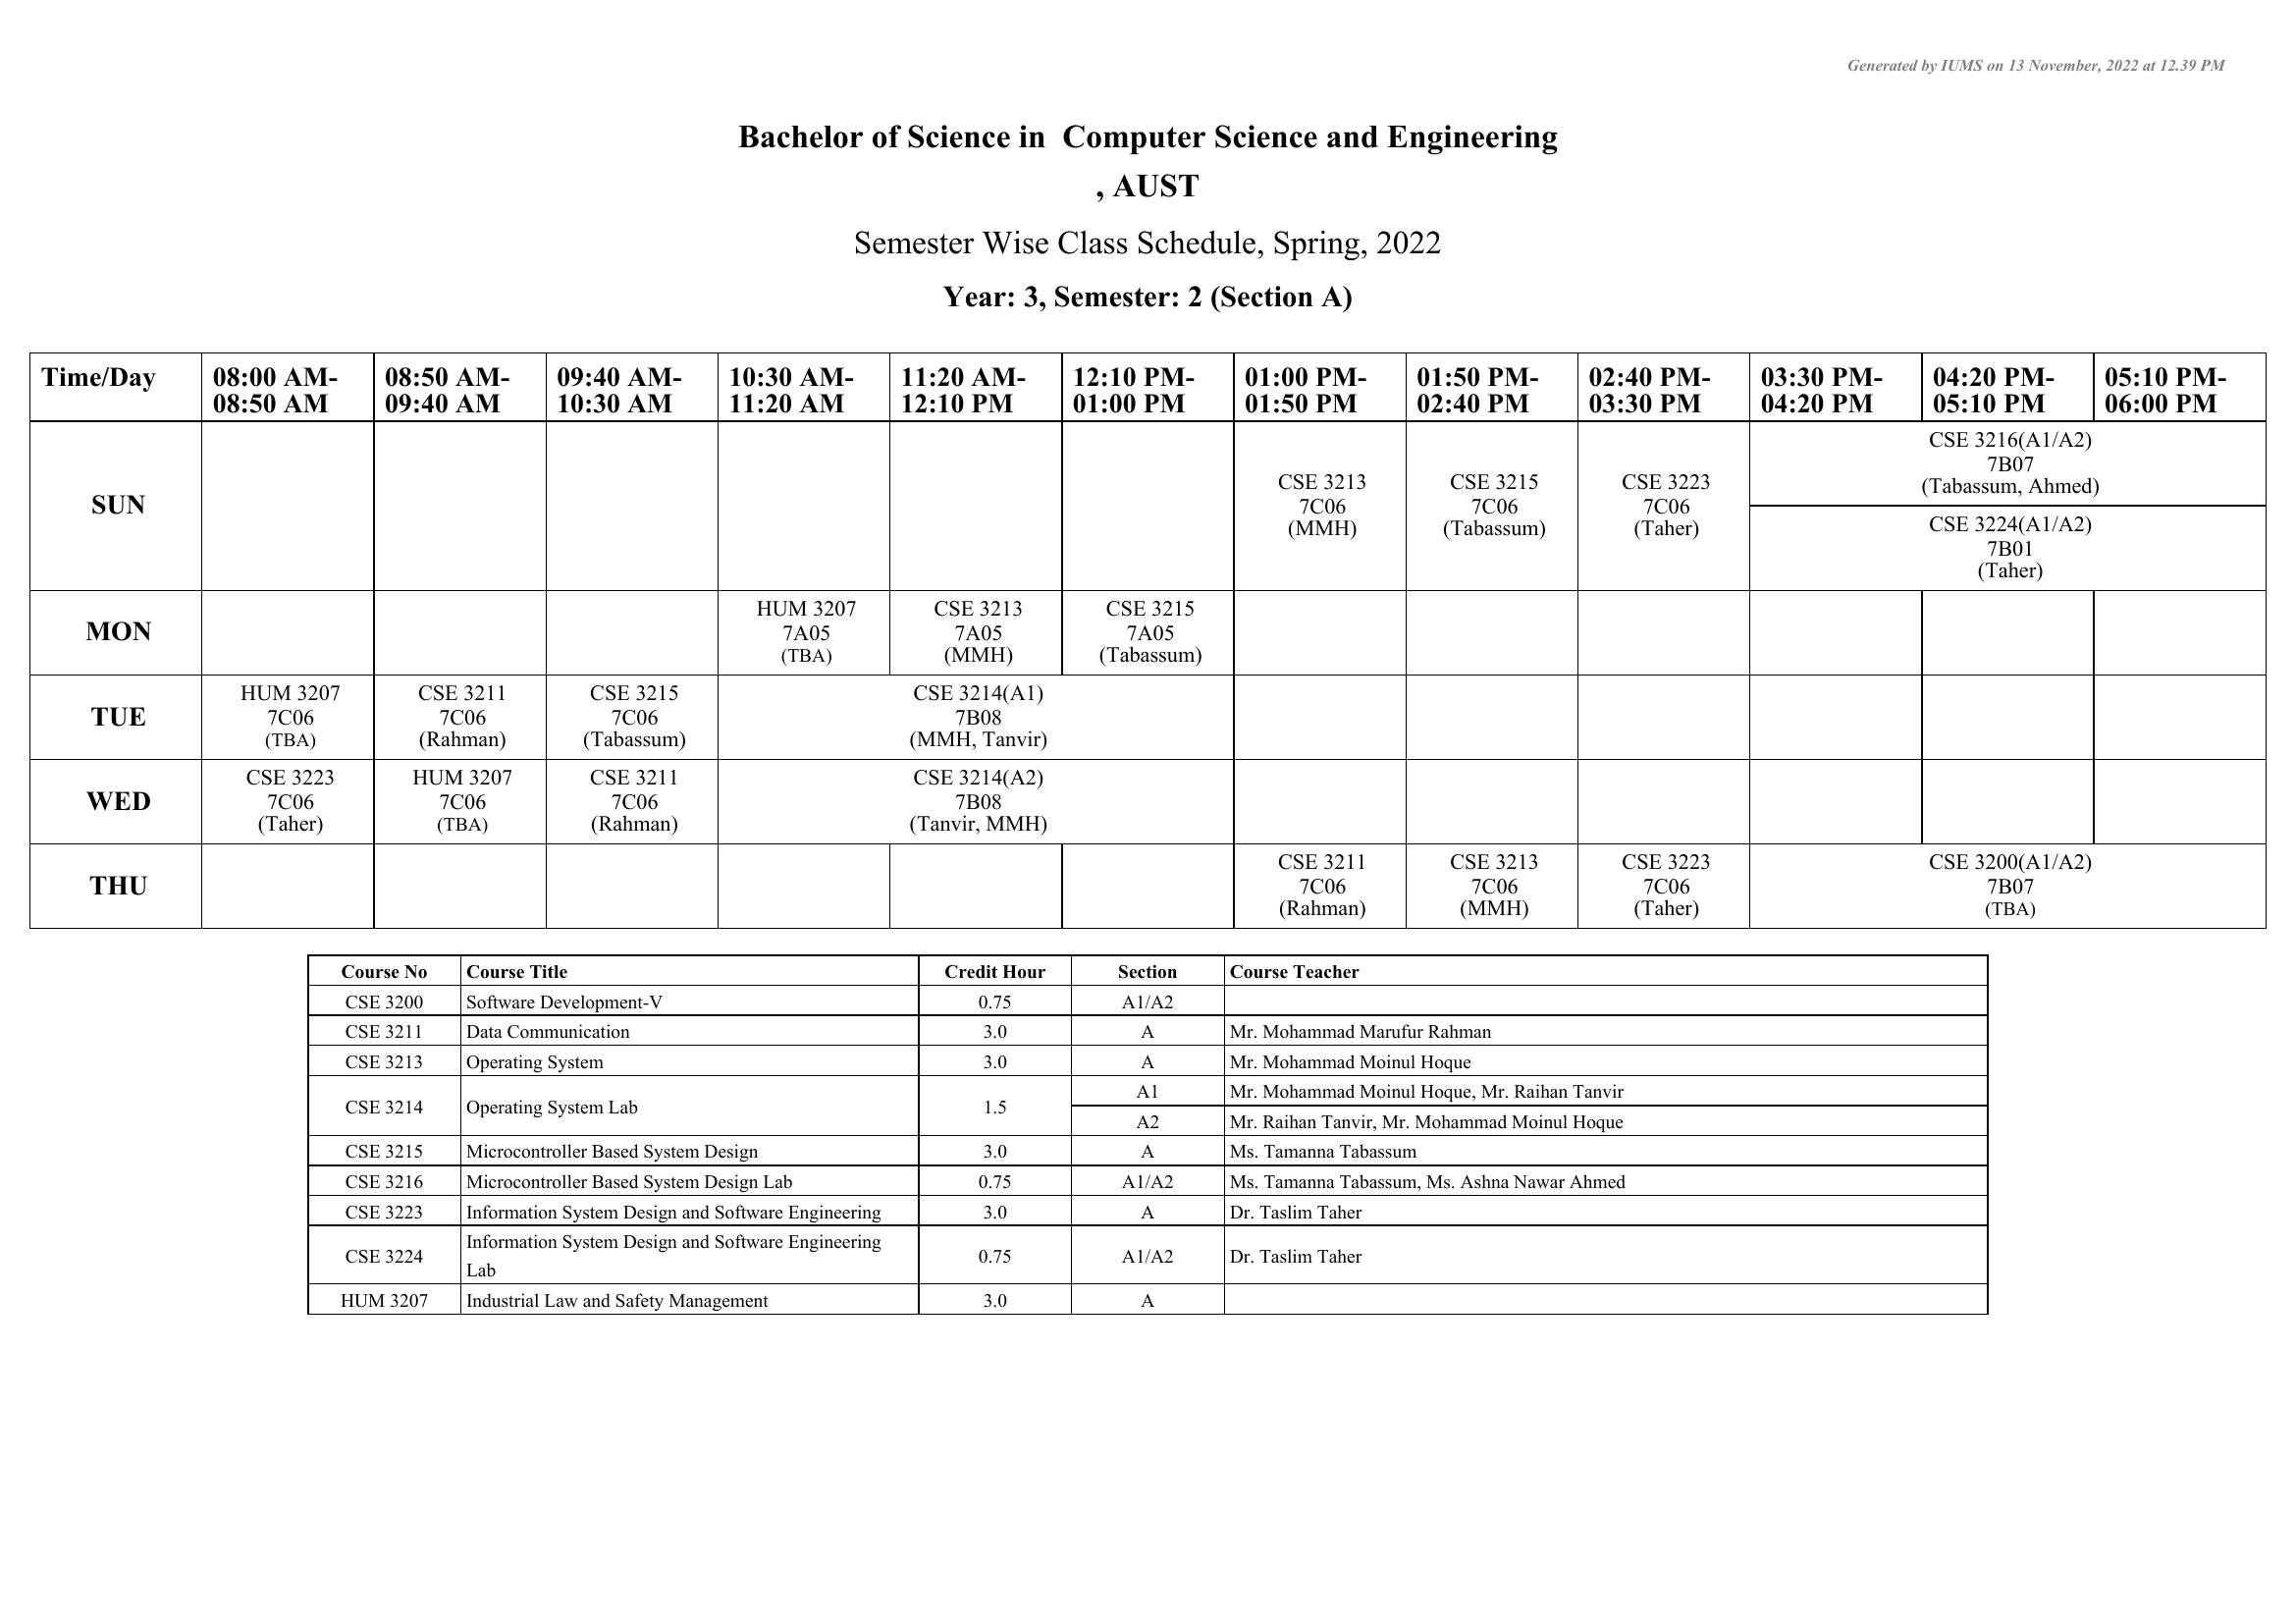 Generated by IUMS on 13 November, 2022 at 12.39 PM
Bachelor of Science in  Computer Science and Engineering
, AUST
Semester Wise Class Schedule, Spring, 2022
Year: 3, Semester: 2 (Section A)
Time/Day 08:00 AM-08:50 AM 08:50 AM-09:40 AM 09:40 AM-10:30 AM 10:30 AM-11:20 AM 11:20 AM-12:10 PM 12:10 PM-01:00 PM 01:00 PM-01:50 PM 01:50 PM-02:40 PM 02:40 PM-03:30 PM 03:30 PM-04:20 PM 04:20 PM-05:10 PM 05:10 PM-06:00 PM
SUN
CSE 3213
7C06
(MMH)
CSE 3215
7C06
(Tabassum)
CSE 3223
7C06
(Taher)
CSE 3216(A1/A2)
7B07
(Tabassum, Ahmed)
CSE 3224(A1/A2)
7B01
(Taher)
MON
HUM 3207
7A05
(TBA)
CSE 3213
7A05
(MMH)
CSE 3215
7A05
(Tabassum)
TUE
HUM 3207
7C06
(TBA)
CSE 3211
7C06
(Rahman)
CSE 3215
7C06
(Tabassum)
CSE 3214(A1)
7B08
(MMH, Tanvir)
WED
CSE 3223
7C06
(Taher)
HUM 3207
7C06
(TBA)
CSE 3211
7C06
(Rahman)
CSE 3214(A2)
7B08
(Tanvir, MMH)
THU
CSE 3211
7C06
(Rahman)
CSE 3213
7C06
(MMH)
CSE 3223
7C06
(Taher)
CSE 3200(A1/A2)
7B07
(TBA)
Course No Course Title Credit Hour Section Course Teacher
CSE 3200 Software Development-V 0.75 A1/A2
CSE 3211 Data Communication 3.0 A Mr. Mohammad Marufur Rahman
CSE 3213 Operating System 3.0 A Mr. Mohammad Moinul Hoque
CSE 3214 Operating System Lab 1.5 A1 Mr. Mohammad Moinul Hoque, Mr. Raihan Tanvir
A2 Mr. Raihan Tanvir, Mr. Mohammad Moinul Hoque
CSE 3215 Microcontroller Based System Design 3.0 A Ms. Tamanna Tabassum
CSE 3216 Microcontroller Based System Design Lab 0.75 A1/A2 Ms. Tamanna Tabassum, Ms. Ashna Nawar Ahmed
CSE 3223 Information System Design and Software Engineering 3.0 A Dr. Taslim Taher
CSE 3224 Information System Design and Software Engineering
Lab 0.75 A1/A2 Dr. Taslim Taher
HUM 3207 Industrial Law and Safety Management 3.0 A